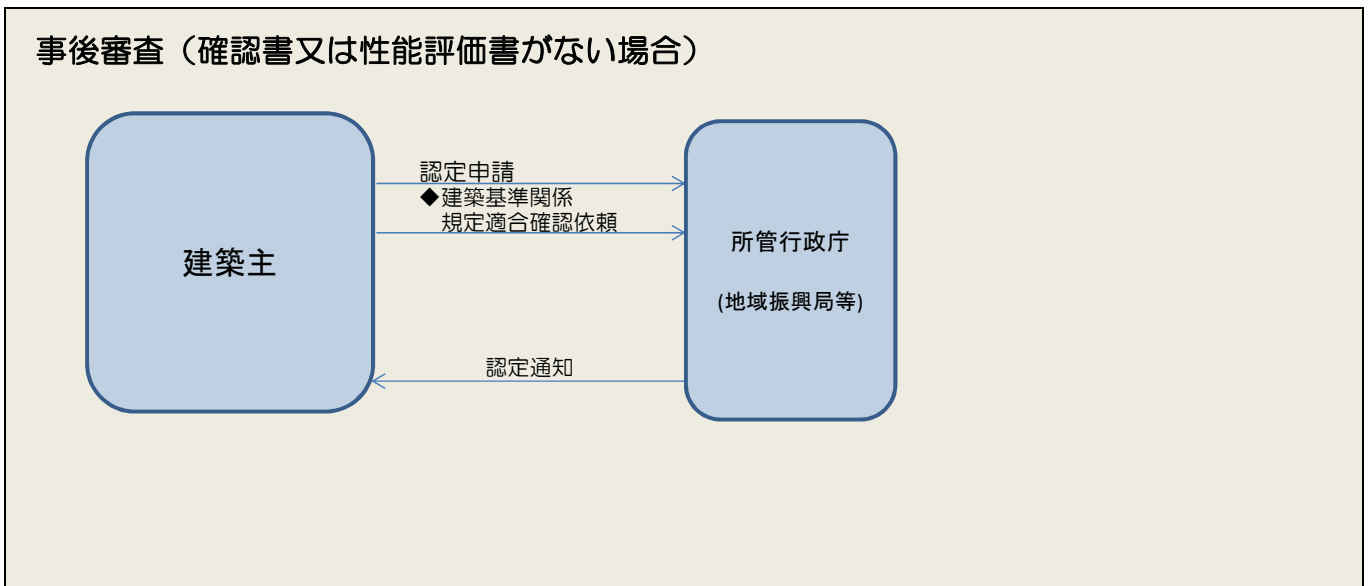 事後審査（確認書又は性能評価書がない場合）
認定申請
◆建築基準関係
規定適合確認依頼
建築主
所管行政庁
(地域振興局等)
認定通知